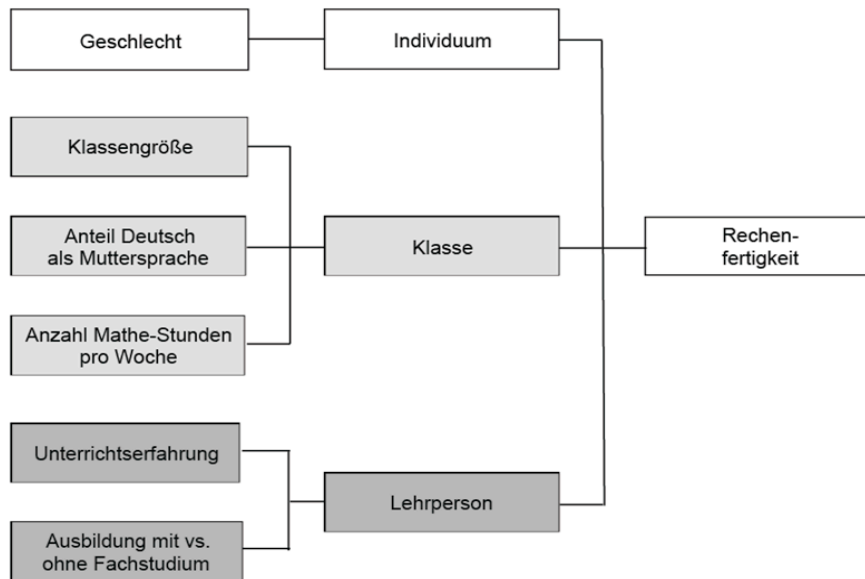 Geschlecht
Individuum
Klassengröße
Anteil Deutsch
als Muttersprache
Klasse
Rechen-
fertigkeit
Anzahl Mathe-Stunden
pro Woche
Unterrichtserfahrung
Lehrperson
Ausbildung mit vs.
ohne Fachstudium